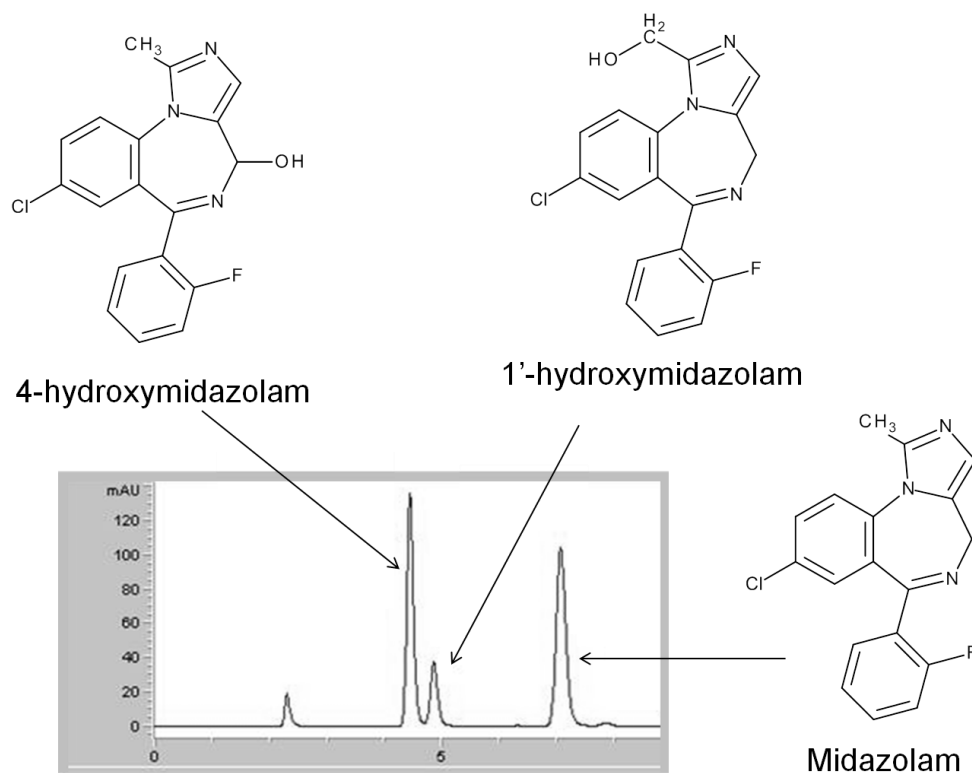 CH3
N
N
OH
Cl
N
F
4-hydroxymidazolam
H2
C
HO
N
N
Cl
N
F
1’-hydroxymidazolam
CH3
N
N
Cl
N
F
Midazolam
mAU
120
100
80
60
40
20
0
0
5